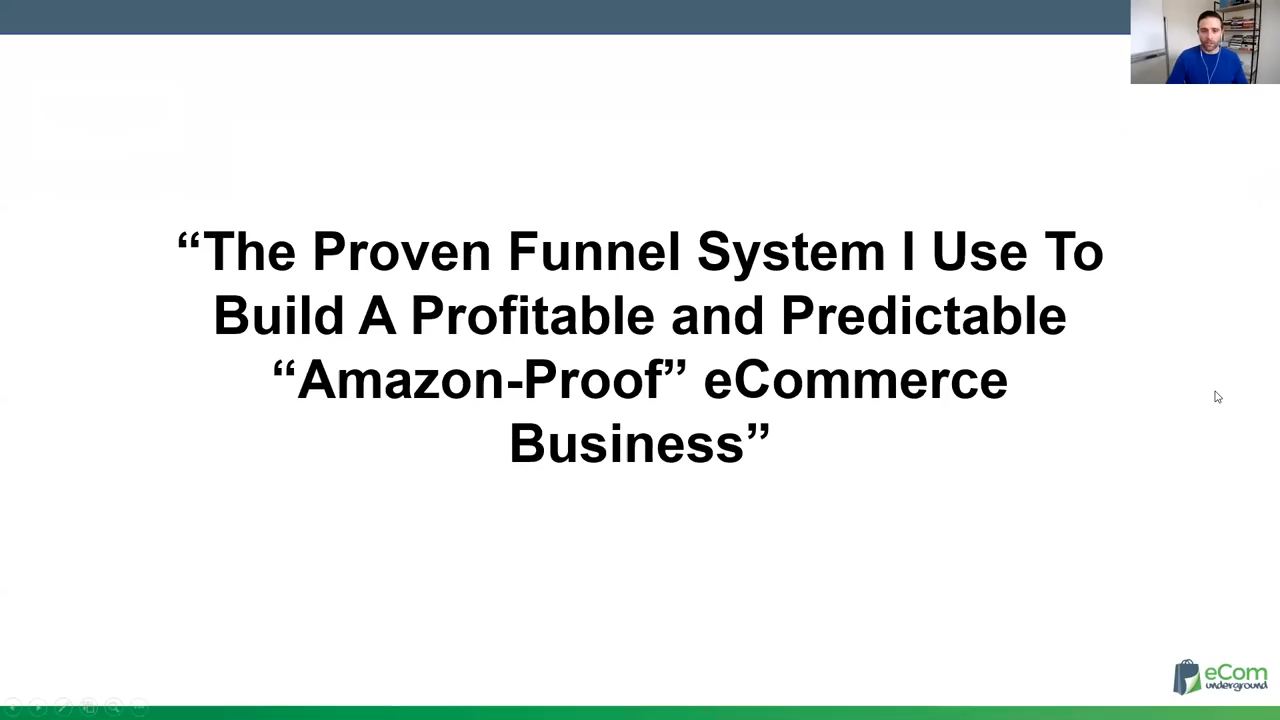 “The Proven Funnel System I Use To
Build A Profitable and Predictable
“Amazon-Proof” eCommerce
Business”
eCom
underground